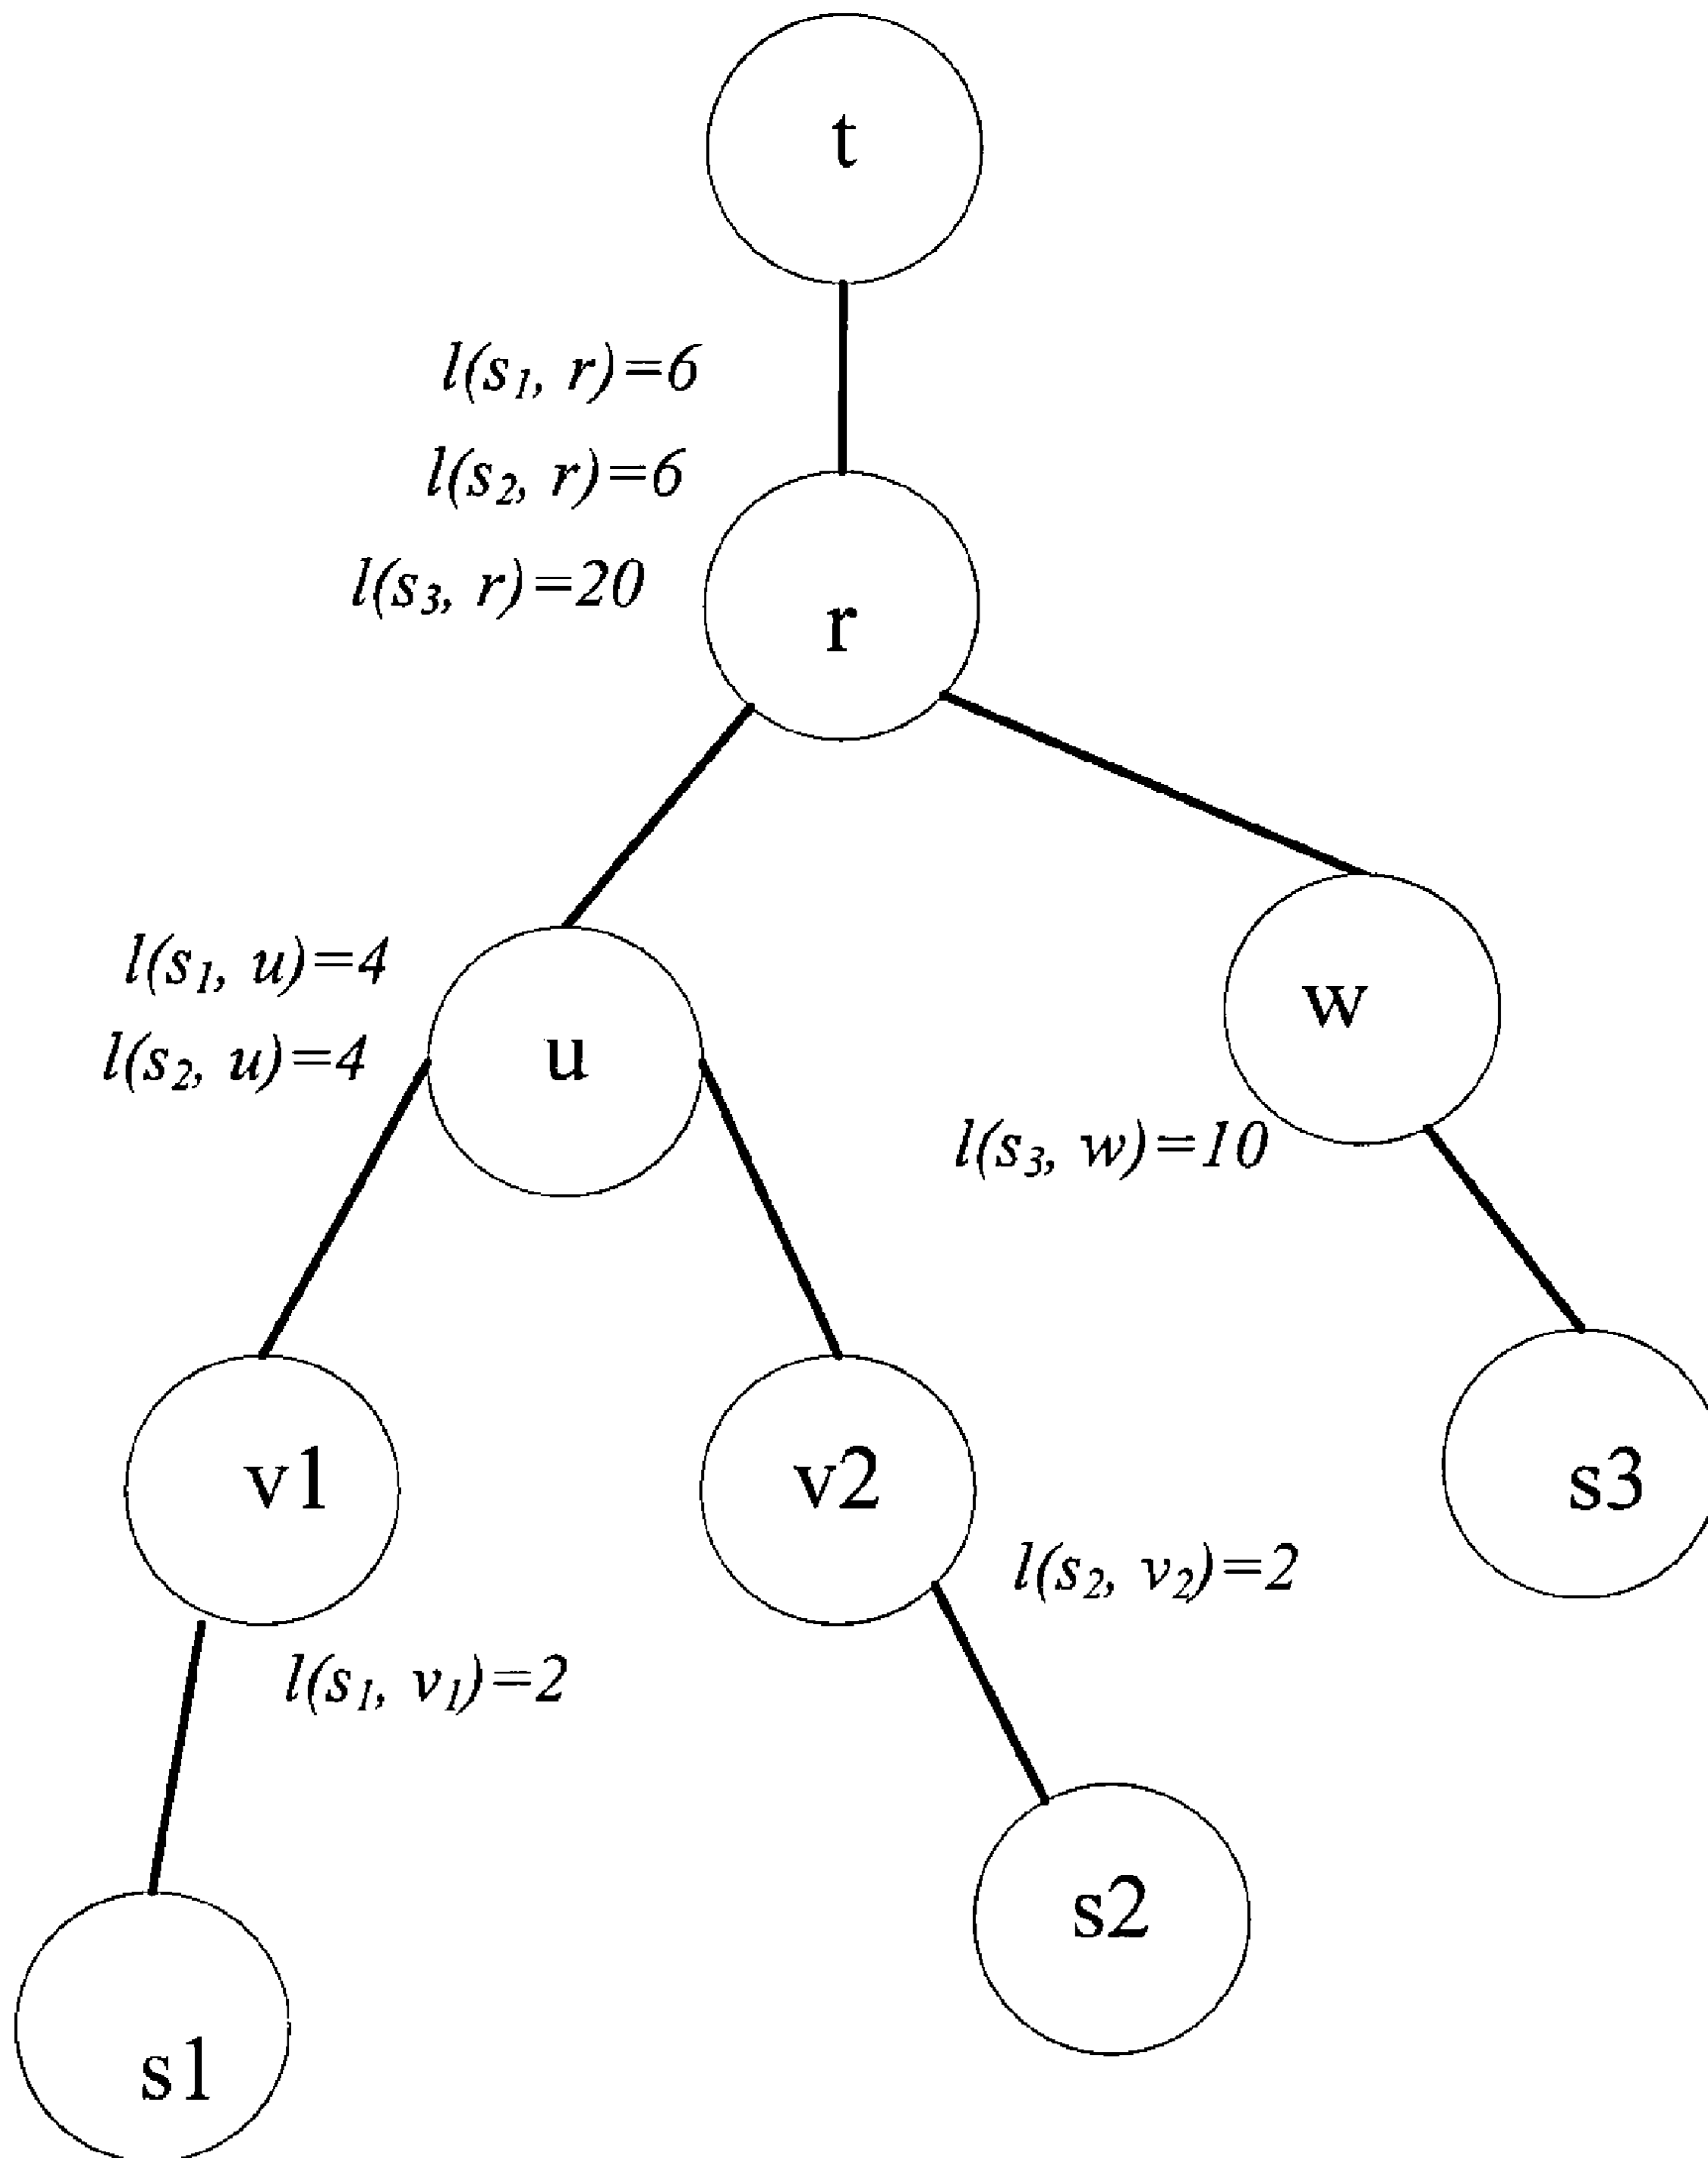 t
l(s₁, r)=6
l(s₂, r)=6
l(s₃, r)=20
r
l(s₁, u)=4
l(s₂, u)=4
u
w
l(s₃, w)=10
v1
v2
s3
l(s₂, v₂)=2
l(s₁, v₁)=2
s2
s1